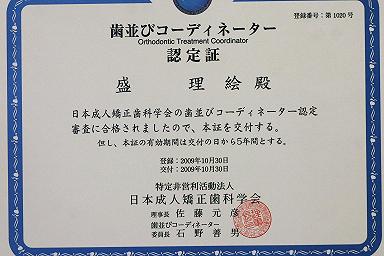 登録番号：第1020号
歯並びコーディネーター
Orthodontic Treatment Coordinator
認定証
盛 理絵殿
日本成人矯正歯科学会の歯並びコーディネーター認定
審査に合格されましたので、本証を交付する。
但し、本証の有効期間は交付の日から5年間とする。
登録：2009年10月30日
交付：2009年10月30日
特定非営利活動法人
日本成人矯正歯科学会
理事長 佐藤元彦
歯並びコーディネーター
委員長 石野善男